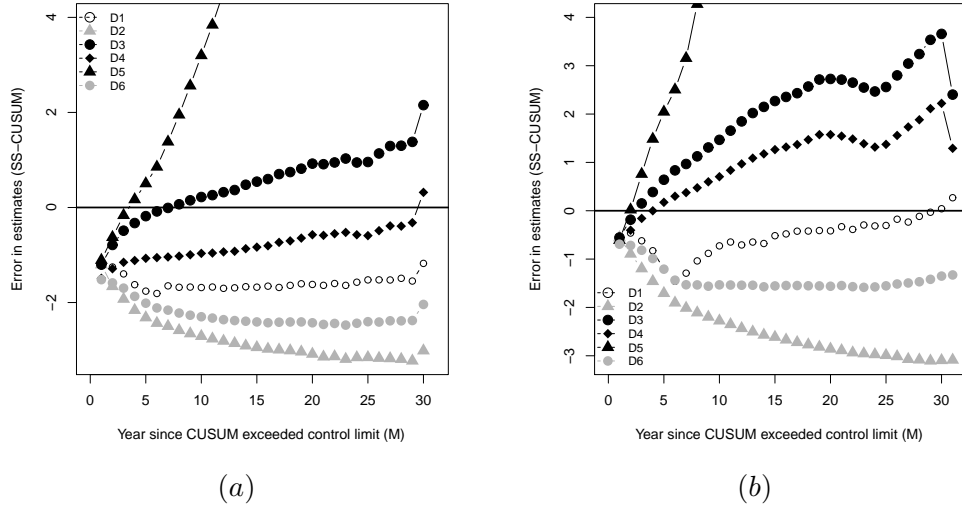 D1
D2
D3
D4
D5
D6
4
2
0
−2
Error in estimates (SS−CUSUM)
0 5 10 15 20 25 30
Year since CUSUM exceeded control limit (M)
(a)
4
3
2
1
0
−1
−2
−3
Error in estimates (SS−CUSUM)
D1
D2
D3
D4
D5
D6
0 5 10 15 20 25 30
Year since CUSUM exceeded control limit (M)
(b)